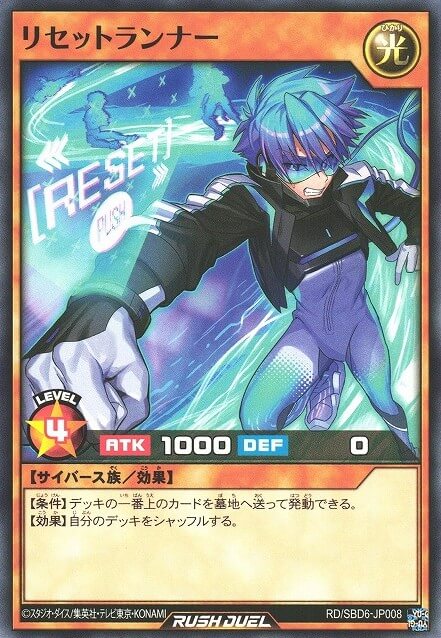 リセットランナー
ひかり
光
《
[RESET]
PUSH
》
LEVEL
4
ATK 1000 DEF 0
【サイバース族/効果】
【条件】デッキの一番上のカードを墓地へ送って発動できる。
【効果】自分のデッキをシャッフルする。
©スタジオ・ダイス/集英社・テレビ東京・KONAMI
RUSH DUEL
RD/SBD6-JP008